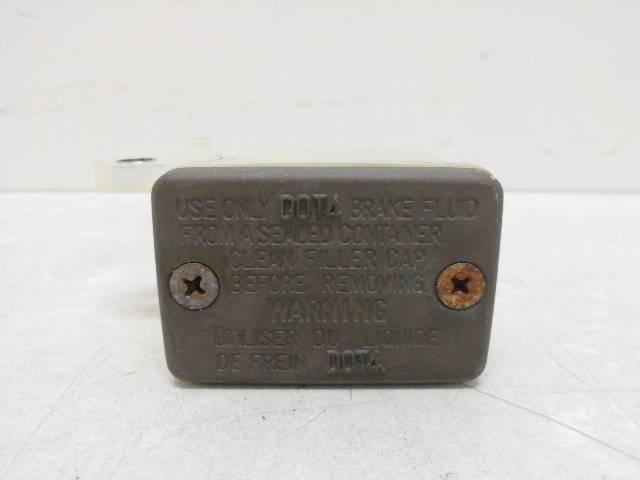 USE ONLY DOT4 BRAKE FLUID
FROM A SEALED CONTAINER.
CLEAN FILLER CAP
BEFORE REMOVING.
WARNING
UTILISER DU LIQUIDE
DE FREIN DOT4.